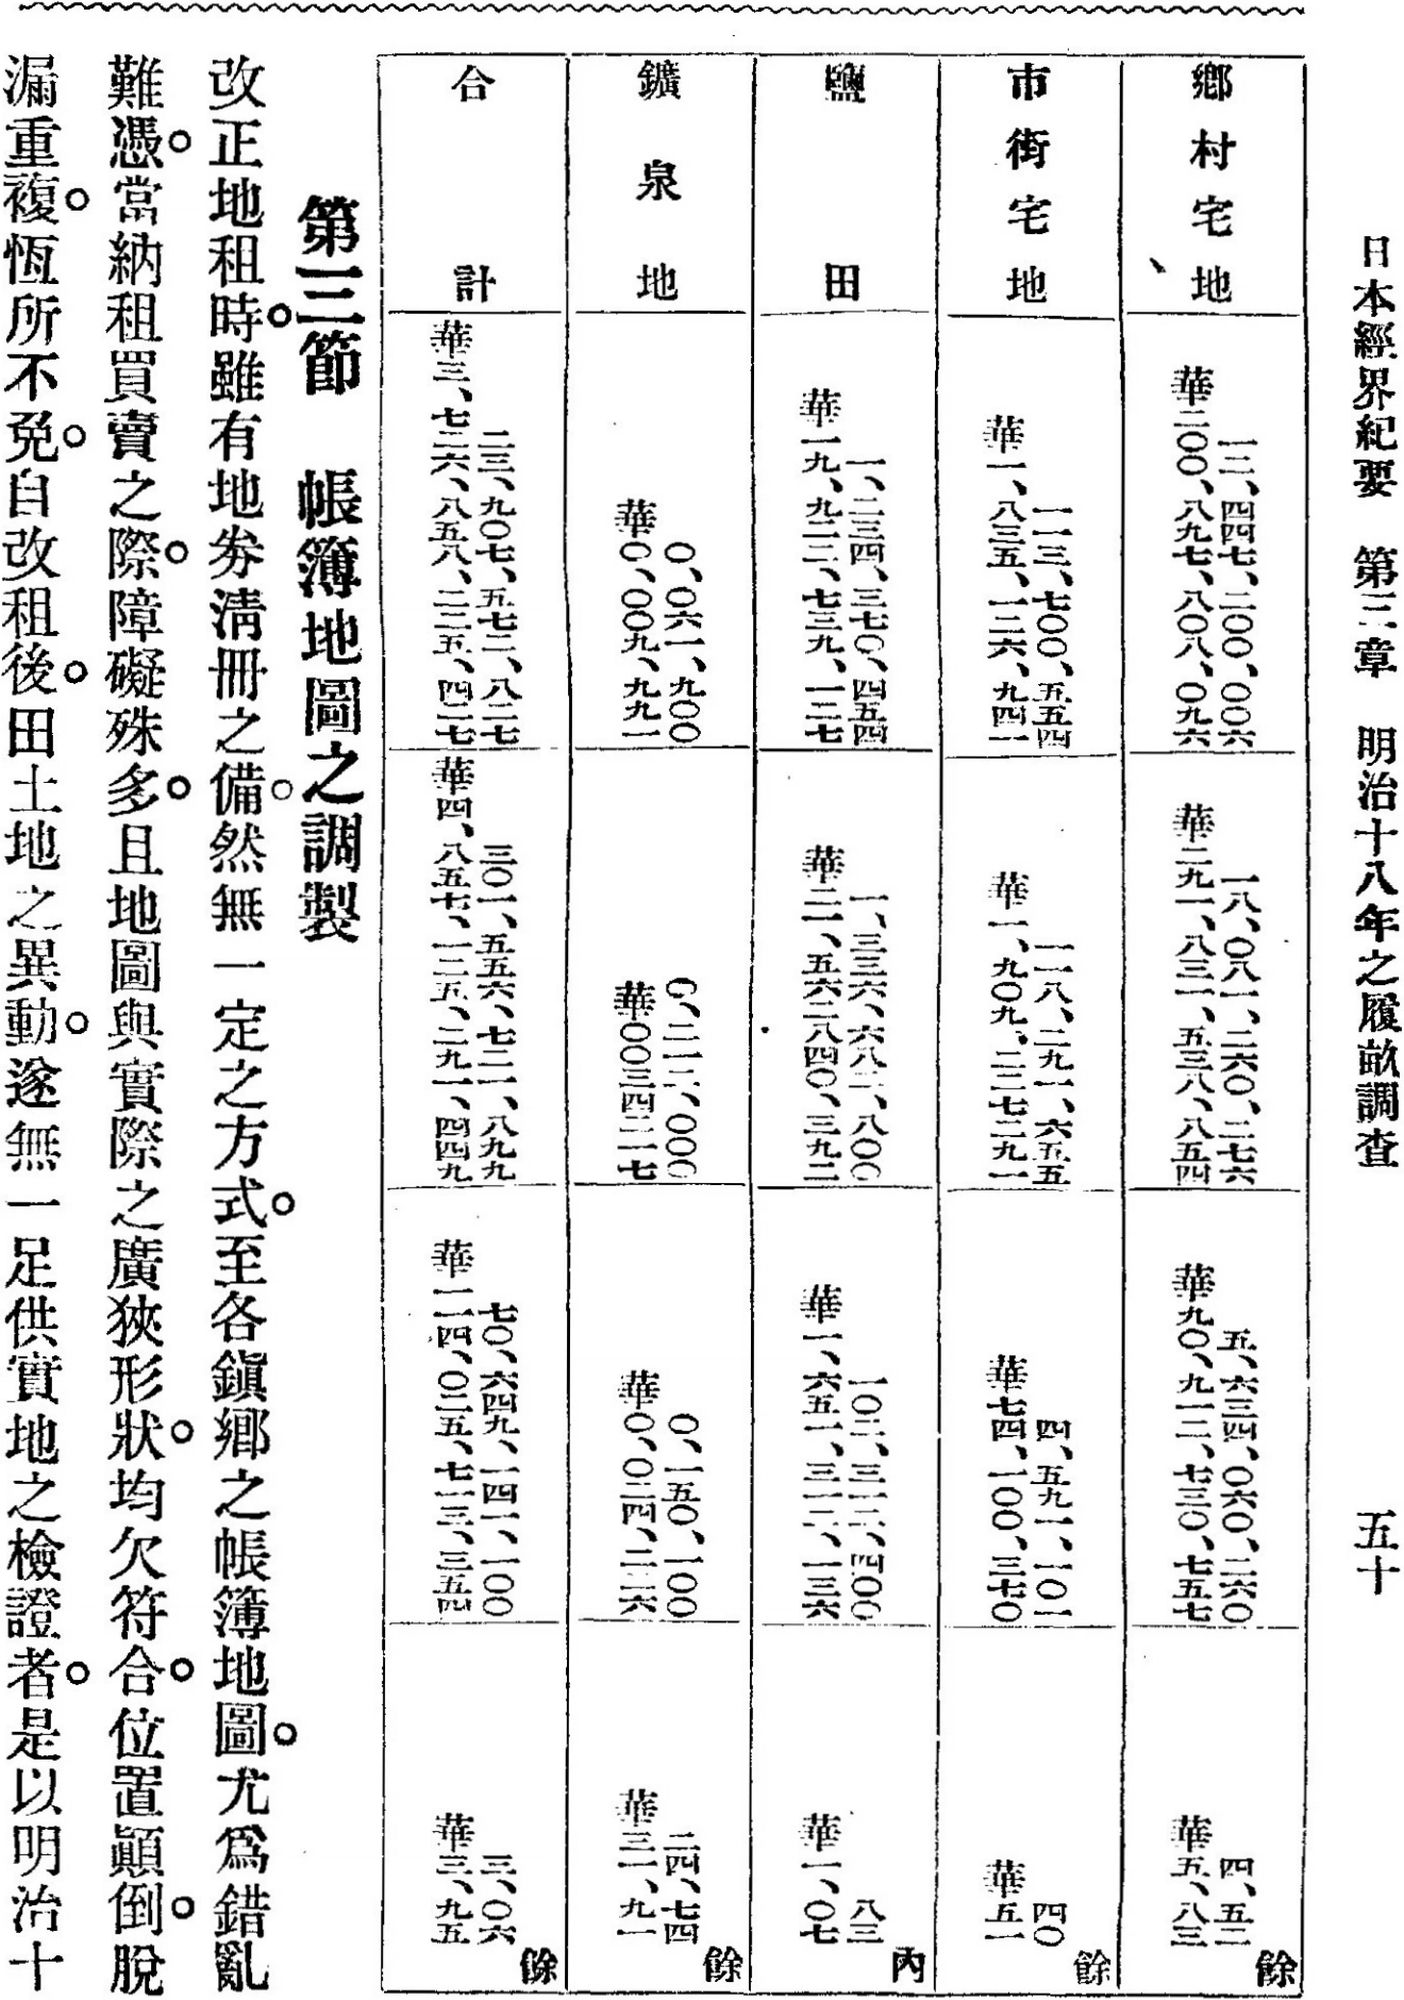 日本經界紀要　第三章　明治十八年之履畝調查　五十
鄉村宅地
一二、四四七、二〇〇、〇〇六
華二〇〇、八九七、八〇八、〇九六
一八、〇八一、二六〇、二七六
華二九一、八三一、五三八、八五四
五、六三四、〇六〇、二六〇
華九〇、九一二、七三〇、七五七
四、五二
華五、八三
餘
市街宅地
一一三、七〇〇、五五四
華一、八三五、一二六、九四一
一一八、二九一、六五五
華一、九〇九、二二七二九一
四、五九一、一〇一
華七四、一〇〇、三七〇
四〇
華五一
餘
鹽田
一、二三四、三七〇、四五四
華一九、九二二、七三九、一二七
一、三三六、六八二、八〇〇
華二一、五六二八四〇、三九二
一〇二、三一二、四〇〇
華一、六五一、三一二、一三六
八三
華一、〇七
內
鑛泉地
〇、〇六一、九〇〇
華〇、〇〇九、九九一
〇、二一二、〇〇〇
華〇〇三四二一七
〇、一五〇、一〇〇
華〇、〇二四、二二六
二四、七四
華三一、九一
餘
合計
二三、九〇七、五七二、八二七
華三、七二六、八五八、二二五、四二七
三〇一、五五六、七二一、八九九
華四、八五七、一二五、二九一、四四九
七〇、六四九、一四一、一〇〇
華一一四、〇二五、七一三、三五四
三、〇六
華三、九五
餘
第三節　帳簿地圖之調製
改正地租時。雖有地券淸冊之備。然無一定之方式。至各鎭鄉之帳簿地圖。尤爲錯亂
難憑。當納租買賣之際。障礙殊多。且地圖與實際之廣狹形狀。均欠符合。位置顚倒。脫
漏重複。恆所不免。自改租後。田土地之異動。遂無一足供實地之檢證者。是以明治十